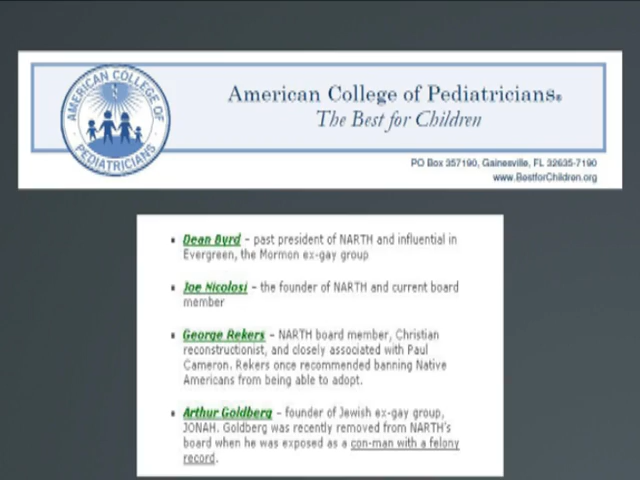 American College of Pediatricians®
The Best for Children
AMERICAN COLLEGE OF
PEDIATRICIANS
PO Box 357190, Gainesville, FL 32635-7190
www.BestforChildren.org
▪ Dean Byrd – past president of NARTH and influential in
Evergreen, the Mormon ex-gay group
▪ Joe Nicolosi – the founder of NARTH and current board
member
▪ George Rekers – NARTH board member, Christian
reconstructionist, and closely associated with Paul
Cameron. Rekers once recommended banning Native
Americans from being able to adopt.
▪ Arthur Goldberg – founder of Jewish ex-gay group,
JONAH. Goldberg was recently removed from NARTH's
board when he was exposed as a con-man with a felony
record.